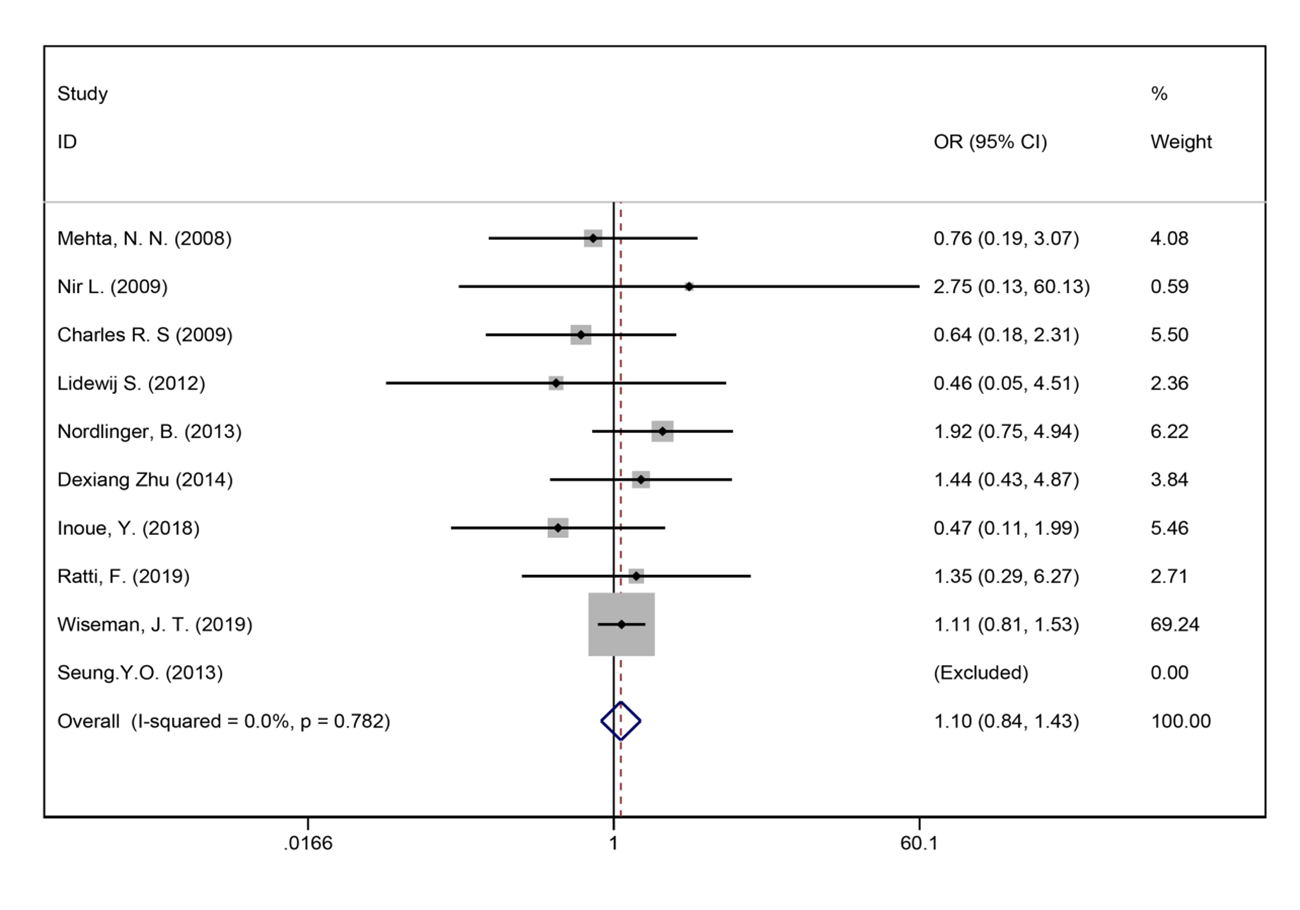 Study %
ID OR (95% CI) Weight
Mehta, N. N. (2008) 0.76 (0.19, 3.07) 4.08
Nir L. (2009) 2.75 (0.13, 60.13) 0.59
Charles R. S (2009) 0.64 (0.18, 2.31) 5.50
Lidewij S. (2012) 0.46 (0.05, 4.51) 2.36
Nordlinger, B. (2013) 1.92 (0.75, 4.94) 6.22
Dexiang Zhu (2014) 1.44 (0.43, 4.87) 3.84
Inoue, Y. (2018) 0.47 (0.11, 1.99) 5.46
Ratti, F. (2019) 1.35 (0.29, 6.27) 2.71
Wiseman, J. T. (2019) 1.11 (0.81, 1.53) 69.24
Seung.Y.O. (2013) (Excluded) 0.00
Overall (I-squared = 0.0%, p = 0.782) 1.10 (0.84, 1.43) 100.00
.0166 1 60.1